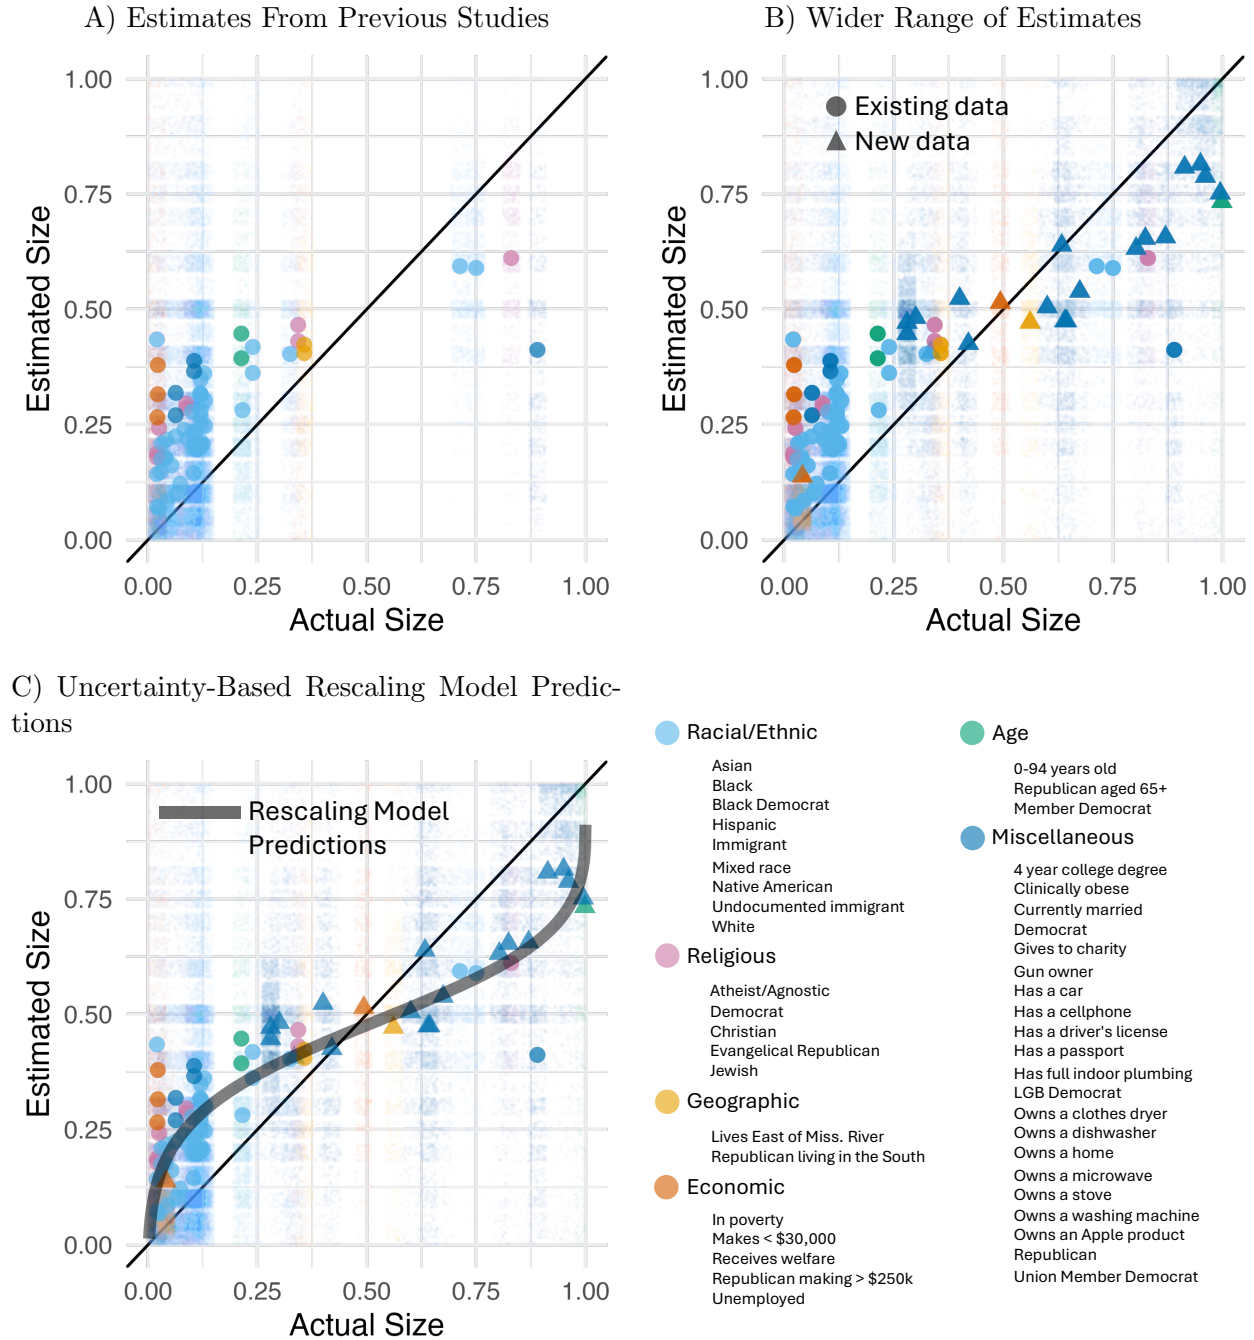 A) Estimates From Previous Studies
1.00
0.75
0.50
0.25
0.00
Estimated Size
0.00 0.25 0.50 0.75 1.00
Actual Size
B) Wider Range of Estimates
Existing data
New data
1.00
0.75
0.50
0.25
0.00
Estimated Size
0.00 0.25 0.50 0.75 1.00
Actual Size
C) Uncertainty-Based Rescaling Model Predic-
tions
Rescaling Model
Predictions
1.00
0.75
0.50
0.25
0.00
Estimated Size
0.00 0.25 0.50 0.75 1.00
Actual Size
Racial/Ethnic
Asian
Black
Black Democrat
Hispanic
Immigrant
Mixed race
Native American
Undocumented immigrant
White
Religious
Atheist/Agnostic
Democrat
Christian
Evangelical Republican
Jewish
Geographic
Lives East of Miss. River
Republican living in the South
Economic
In poverty
Makes < $30,000
Receives welfare
Republican making > $250k
Unemployed
Age
0-94 years old
Republican aged 65+
Member Democrat
Miscellaneous
4 year college degree
Clinically obese
Currently married
Democrat
Gives to charity
Gun owner
Has a car
Has a cellphone
Has a driver's license
Has a passport
Has full indoor plumbing
LGB Democrat
Owns a clothes dryer
Owns a dishwasher
Owns a home
Owns a microwave
Owns a stove
Owns a washing machine
Owns an Apple product
Republican
Union Member Democrat